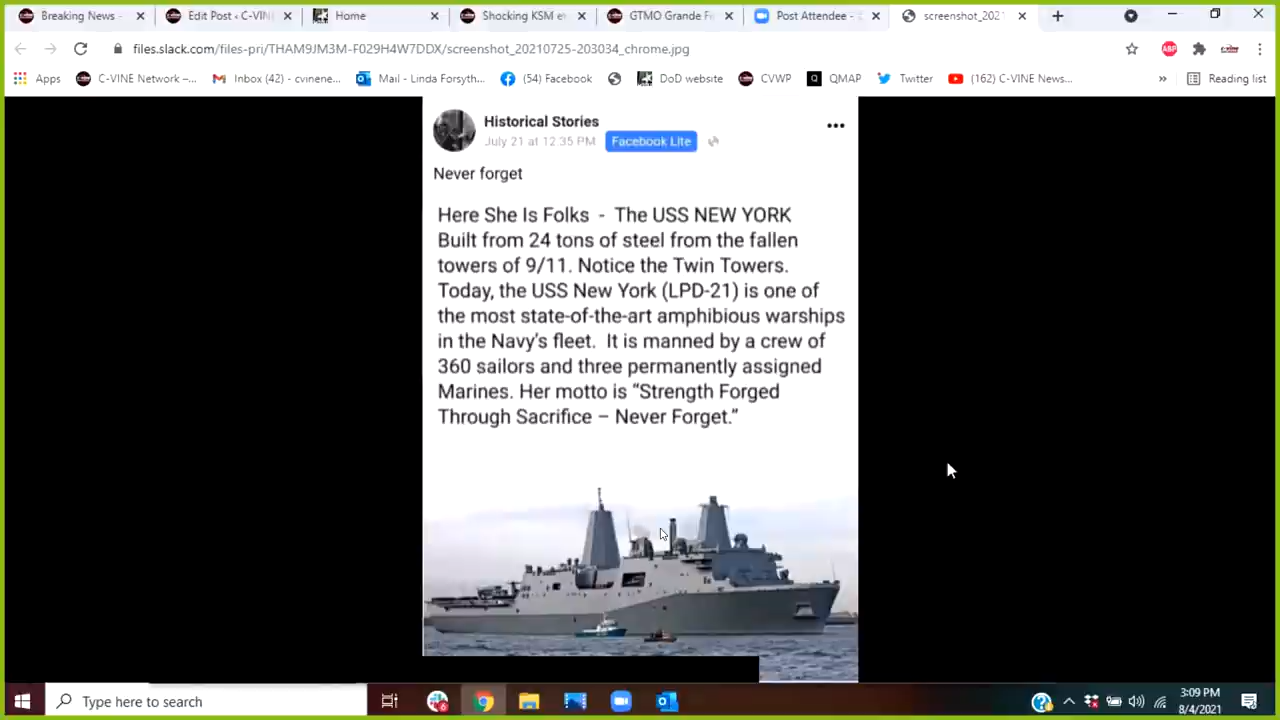 Breaking News -
Edit Post ‹ C-VINE
Home
Shocking KSM e
GTMO Grande Fe
Post Attendee -
screenshot_2021
files.slack.com/files-pri/THAM9JM3M-F029H4W7DDX/screenshot_20210725-203034_chrome.jpg
ABP
Apps
C-VINE Network –...
Inbox (42) - cvinene...
Mail - Linda Forsyth...
(54) Facebook
DoD website
CVWP
QMAP
Twitter
(162) C-VINE News...
»
Reading list
Historical Stories
July 21 at 12:35 PM
Facebook Lite
Never forget
Here She Is Folks - The USS NEW YORK
Built from 24 tons of steel from the fallen
towers of 9/11. Notice the Twin Towers.
Today, the USS New York (LPD-21) is one of
the most state-of-the-art amphibious warships
in the Navy's fleet. It is manned by a crew of
360 sailors and three permanently assigned
Marines. Her motto is “Strength Forged
Through Sacrifice – Never Forget.”
Type here to search
3:09 PM
8/4/2021